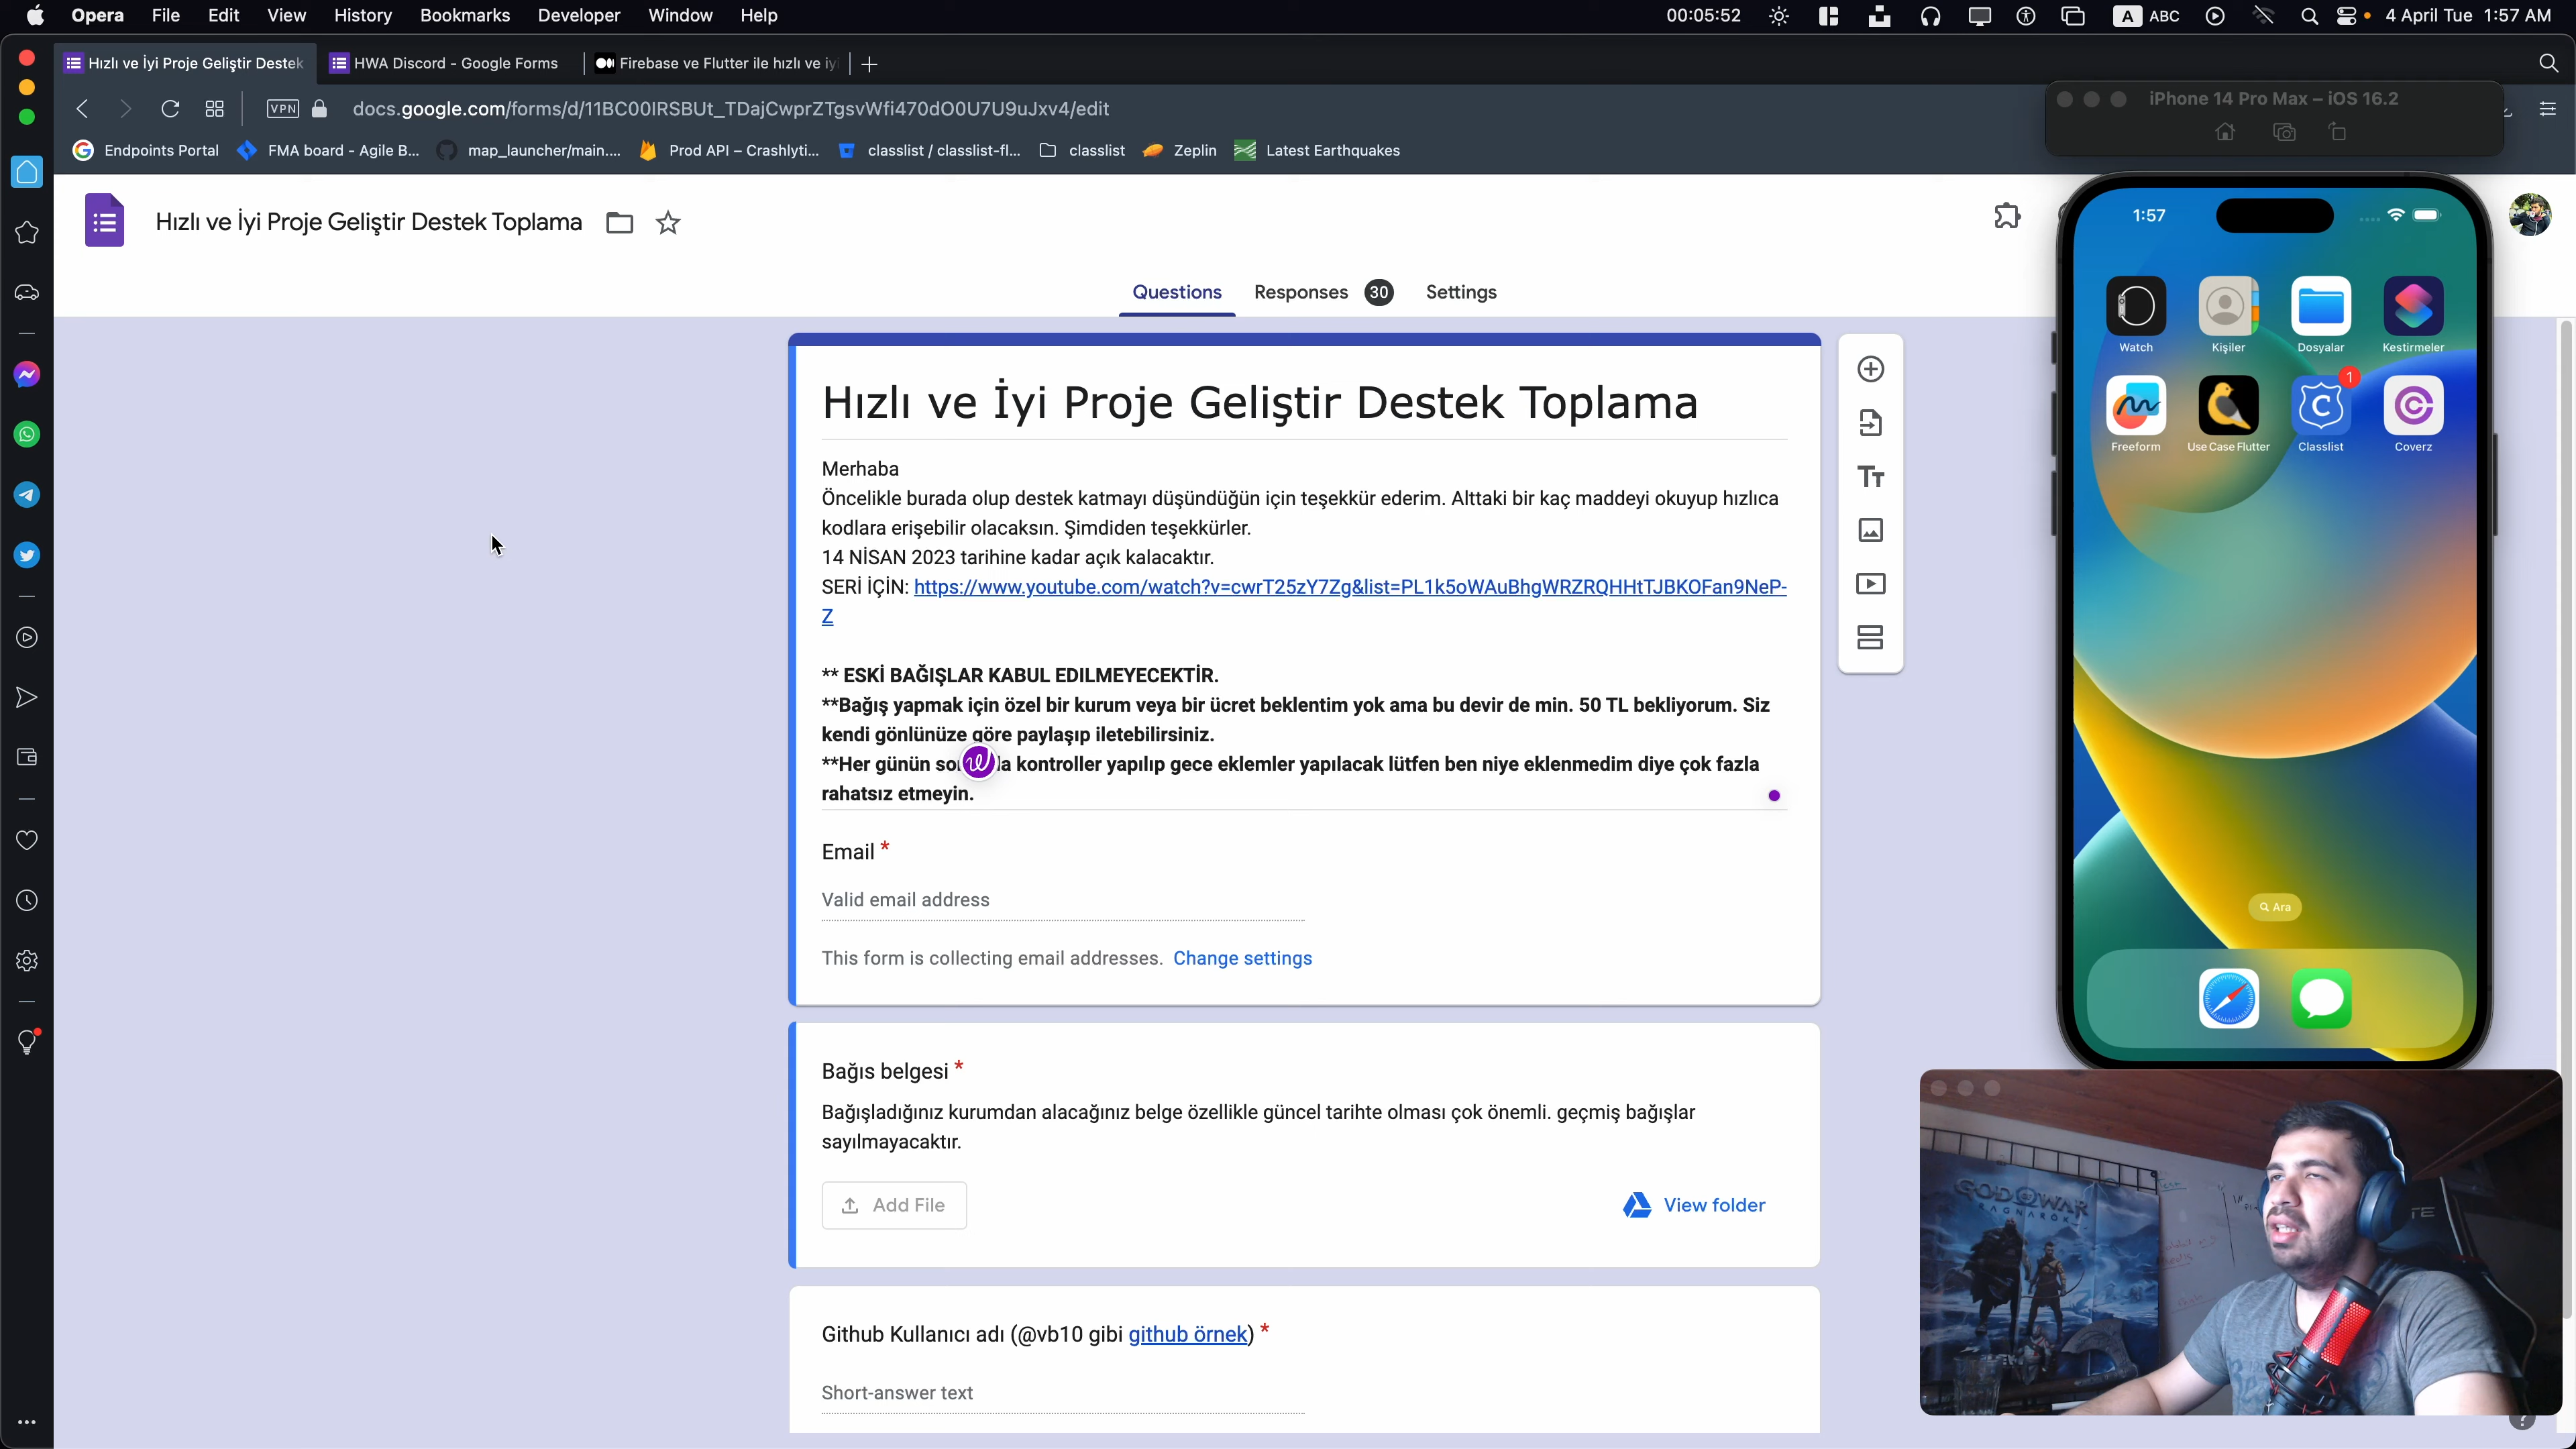 Opera File Edit View History Bookmarks Developer Window Help
00:05:52 A ABC 4 April Tue 1:57 AM
Hızlı ve İyi Proje Geliştir Destek
HWA Discord - Google Forms
Firebase ve Flutter ile hızlı ve iyi
VPN docs.google.com/forms/d/11BC00IRSBUt_TDajCwprZTgsvWfi470dO0U7U9uJxv4/edit
Endpoints Portal
FMA board - Agile B...
map_launcher/main....
Prod API – Crashlyti...
classlist / classlist-fl...
classlist
Zeplin
Latest Earthquakes
iPhone 14 Pro Max – iOS 16.2
Hızlı ve İyi Proje Geliştir Destek Toplama
Questions Responses 30 Settings
Hızlı ve İyi Proje Geliştir Destek Toplama
Merhaba
Öncelikle burada olup destek katmayı düşündüğün için teşekkür ederim. Alttaki bir kaç maddeyi okuyup hızlıca
kodlara erişebilir olacaksın. Şimdiden teşekkürler.
14 NİSAN 2023 tarihine kadar açık kalacaktır.
SERİ İÇİN: https://www.youtube.com/watch?v=cwrT25zY7Zg&list=PL1k5oWAuBhgWRZRQHHtTJBKOFan9NeP-
Z
** ESKİ BAĞIŞLAR KABUL EDILMEYECEKTİR.
**Bağış yapmak için özel bir kurum veya bir ücret beklentim yok ama bu devir de min. 50 TL bekliyorum. Siz
kendi gönlünüze göre paylaşıp iletebilirsiniz.
**Her günün kontroller yapılıp gece eklemler yapılacak lütfen ben niye eklenmedim diye çok fazla
rahatsız etmeyin.
Email *
Valid email address
This form is collecting email addresses. Change settings
Bağıs belgesi *
Bağışladığınız kurumdan alacağınız belge özellikle güncel tarihte olması çok önemli. geçmiş bağışlar
sayılmayacaktır.
Add File
View folder
Github Kullanıcı adı (@vb10 gibi github örnek) *
Short-answer text
1:57
Watch Kişiler Dosyalar Kestirmeler
1
C
Freeform Use Case Flutter Classlist Coverz
Ara
GOD OF WAR
RAGNARÖK